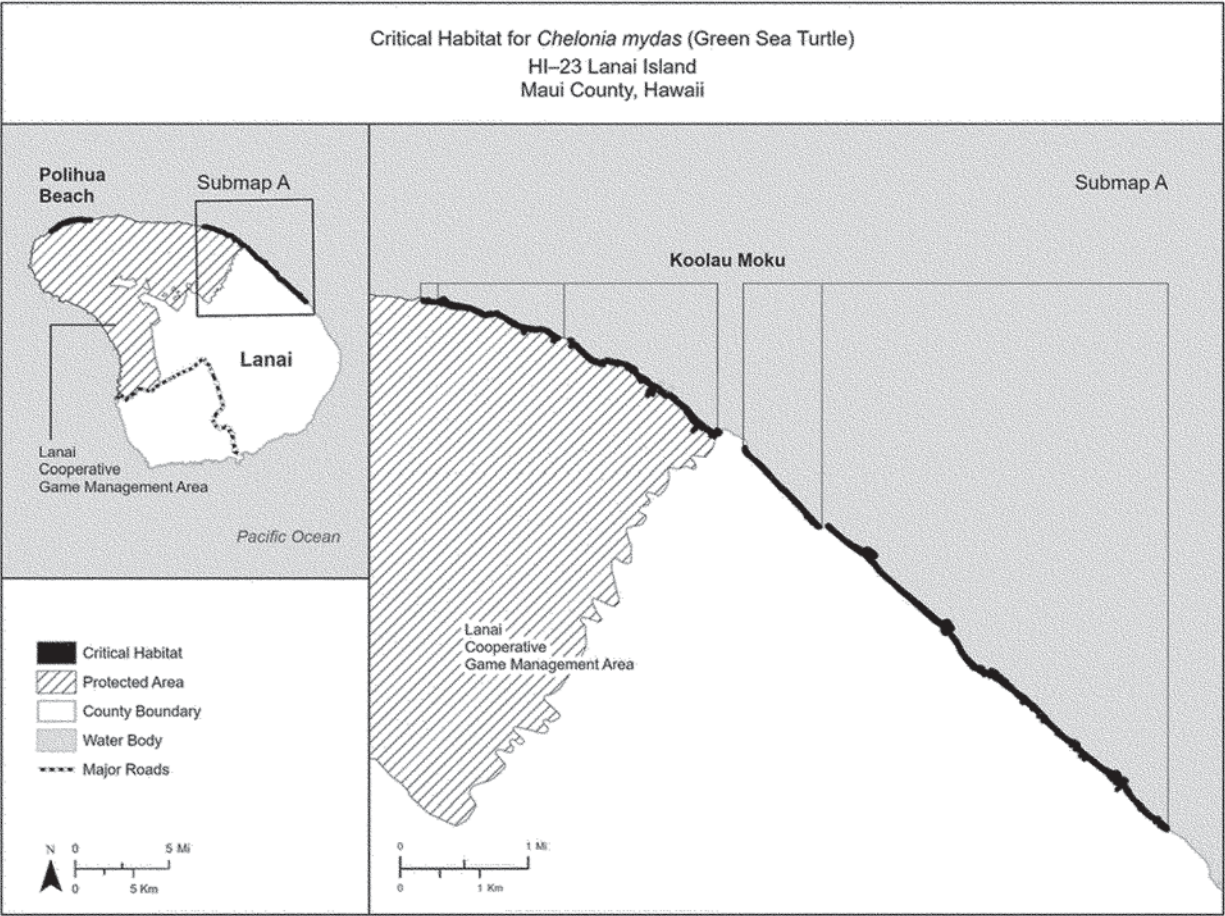 Critical Habitat for Chelonia mydas (Green Sea Turtle)
HI–23 Lanai Island
Maui County, Hawaii
Polihua
Beach
Submap A
Lanai
Lanai
Cooperative
Game Management Area
Pacific Ocean
Critical Habitat
Protected Area
County Boundary
Water Body
Major Roads
N
0 5 Mi
0 5 Km
Submap A
Koolau Moku
Lanai
Cooperative
Game Management Area
0 1 Mi
0 1 Km